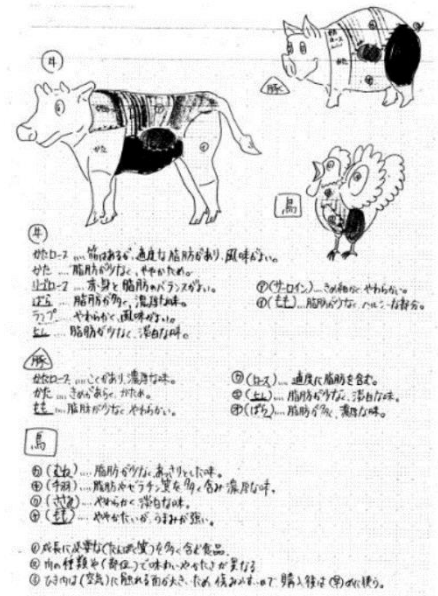 牛
かた
豚
かた
鳥
牛
かたロース …. 筋はあるが、適度な脂肪があり、風味がよい。
かた …. 脂肪が少なく、ややかため。
リブロース …. 赤身と脂肪のバランスがよい。
ばら …. 脂肪が多く、濃厚な味。
ランプ …. やわらかく、風味がよい。
ヒレ …. 脂肪が少なく、淡白な味。
(サーロイン)…. きめ細かく、やわらかい。
(もも)…. 脂肪が少なく、ヘルシーな部分。
豚
かたロース …. こくがあり、濃厚な味。
かた …. きめがあらく、かため。
もも …. 脂肪が少なくやわらかい。
(ロース)…. 適度に脂肪を含む。
(ヒレ)…. 脂肪が少なく、淡白な味。
(ばら)…. 脂肪が多く、濃厚な味。
鳥
(むね)…. 脂肪が少なくあっさりとした味。
(手羽)…. 脂肪やゼラチン質を多く含み濃厚な味。
(ささみ)…. やわらかく淡白な味。
(もも)…. ややかたいが、うまみが強い。
成長に必要な(たんぱく質)を多く含む食品。
肉の種類や(部位)で味わいやかたさが異なる
ひき肉は(空気)に触れる面が大きいため、傷みやすいので購入後は(早)めに使う。